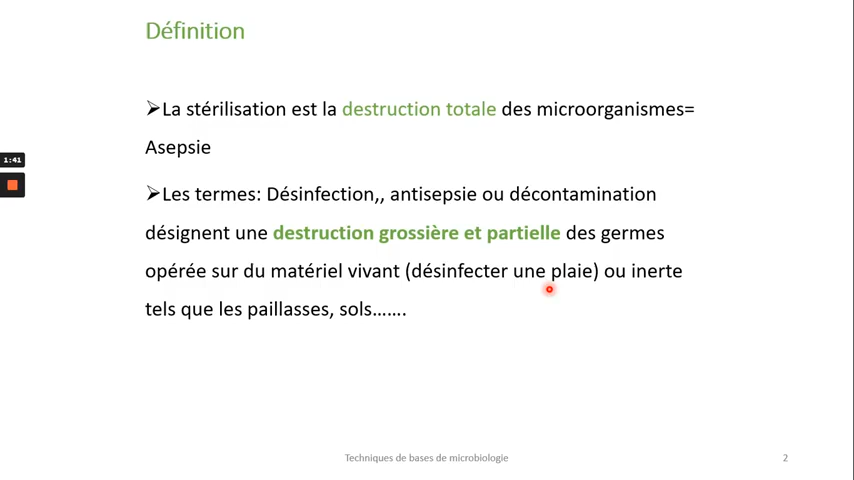 Définition
➢La stérilisation est la destruction totale des microorganismes=
Asepsie
1:41
➢Les termes: Désinfection,, antisepsie ou décontamination
désignent une destruction grossière et partielle des germes
opérée sur du matériel vivant (désinfecter une plaie) ou inerte
tels que les paillasses, sols…….
Techniques de bases de microbiologie
2